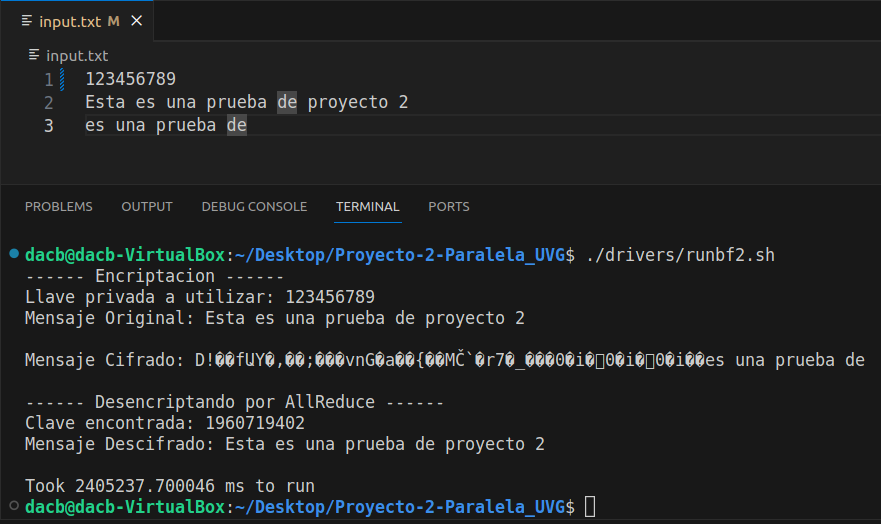 input.txt M
input.txt
1 123456789
2 Esta es una prueba de proyecto 2
3 es una prueba de
PROBLEMS OUTPUT DEBUG CONSOLE TERMINAL PORTS
dacb@dacb-VirtualBox:~/Desktop/Proyecto-2-Paralela_UVG$ ./drivers/runbf2.sh
------ Encriptacion ------
Llave privada a utilizar: 123456789
Mensaje Original: Esta es una prueba de proyecto 2
Mensaje Cifrado: D!��fЏY�,��;���vnG�a��{��MČ`�r7�_���0�i�0�i�0�i��es una prueba de
------ Desencriptando por AllReduce ------
Clave encontrada: 1960719402
Mensaje Descifrado: Esta es una prueba de proyecto 2
Took 2405237.700046 ms to run
dacb@dacb-VirtualBox:~/Desktop/Proyecto-2-Paralela_UVG$